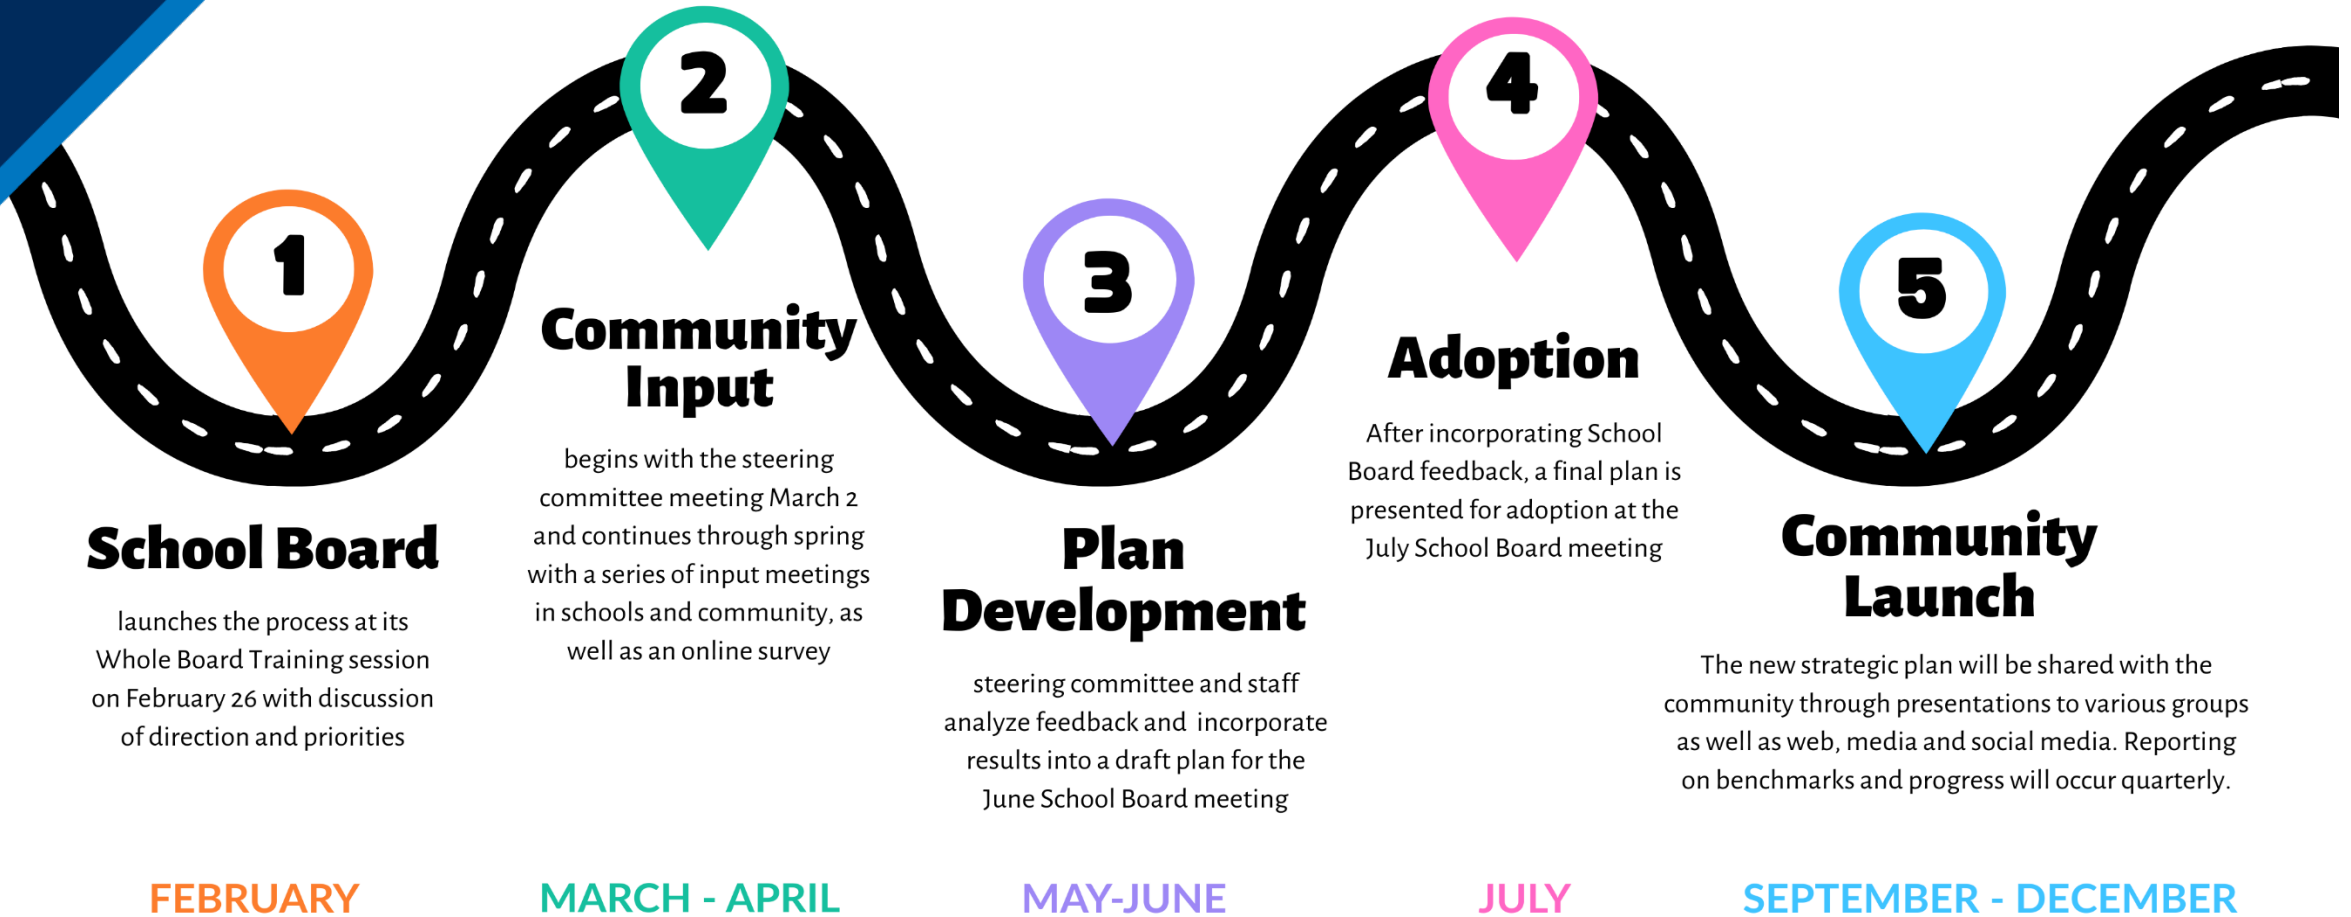 1
School Board
launches the process at its
Whole Board Training session
on February 26 with discussion
of direction and priorities
FEBRUARY
2
Community
Input
begins with the steering
committee meeting March 2
and continues through spring
with a series of input meetings
in schools and community, as
well as an online survey
MARCH - APRIL
3
Plan
Development
steering committee and staff
analyze feedback and  incorporate
results into a draft plan for the
June School Board meeting
MAY-JUNE
4
Adoption
After incorporating School
Board feedback, a final plan is
presented for adoption at the
July School Board meeting
JULY
5
Community
Launch
The new strategic plan will be shared with the
community through presentations to various groups
as well as web, media and social media. Reporting
on benchmarks and progress will occur quarterly.
SEPTEMBER - DECEMBER